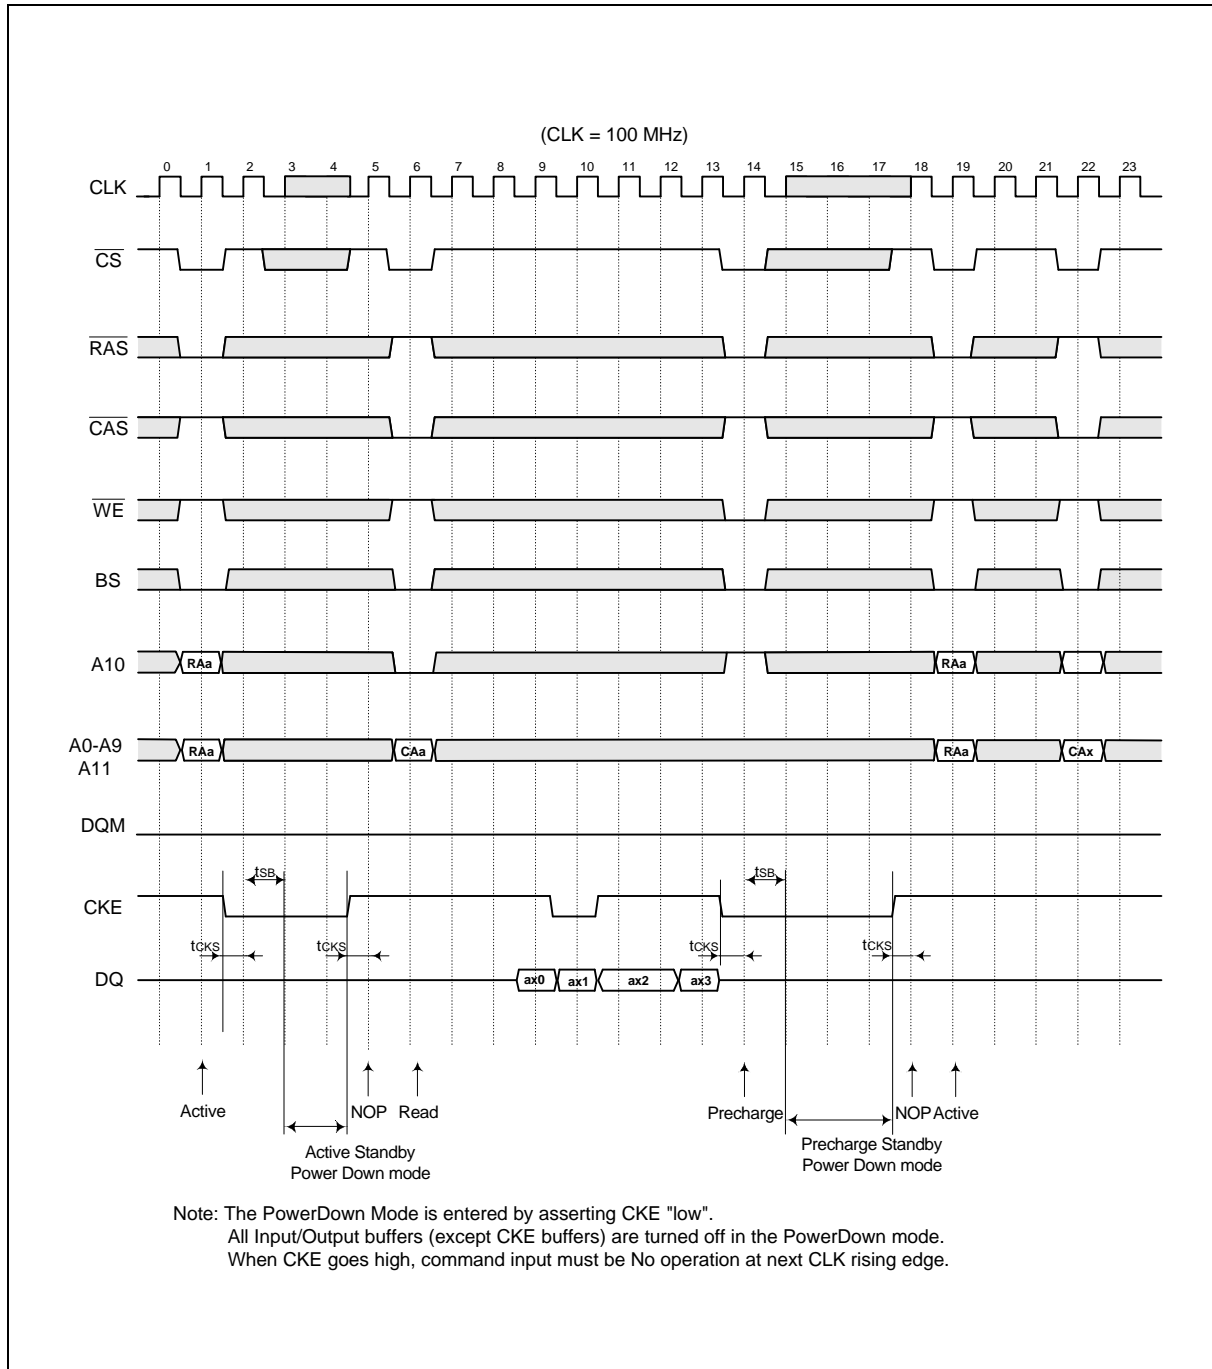 (CLK = 100 MHz)
0 1 2 3 4 5 6 7 8 9 10 11 12 13 14 15 16 17 18 19 20 21 22 23
CLK
CS
RAS
CAS
WE
BS
A10 RAa RAa
A0-A9
A11
RAa CAa RAa CAx
DQM
tSB tSB
CKE
tCKS tCKS tCKS tCKS
DQ ax0 ax1 ax2 ax3
Active NOP Read Precharge NOP Active
Active Standby
Power Down mode
Precharge Standby
Power Down mode
Note: The PowerDown Mode is entered by asserting CKE "low".
All Input/Output buffers (except CKE buffers) are turned off in the PowerDown mode.
When CKE goes high, command input must be No operation at next CLK rising edge.